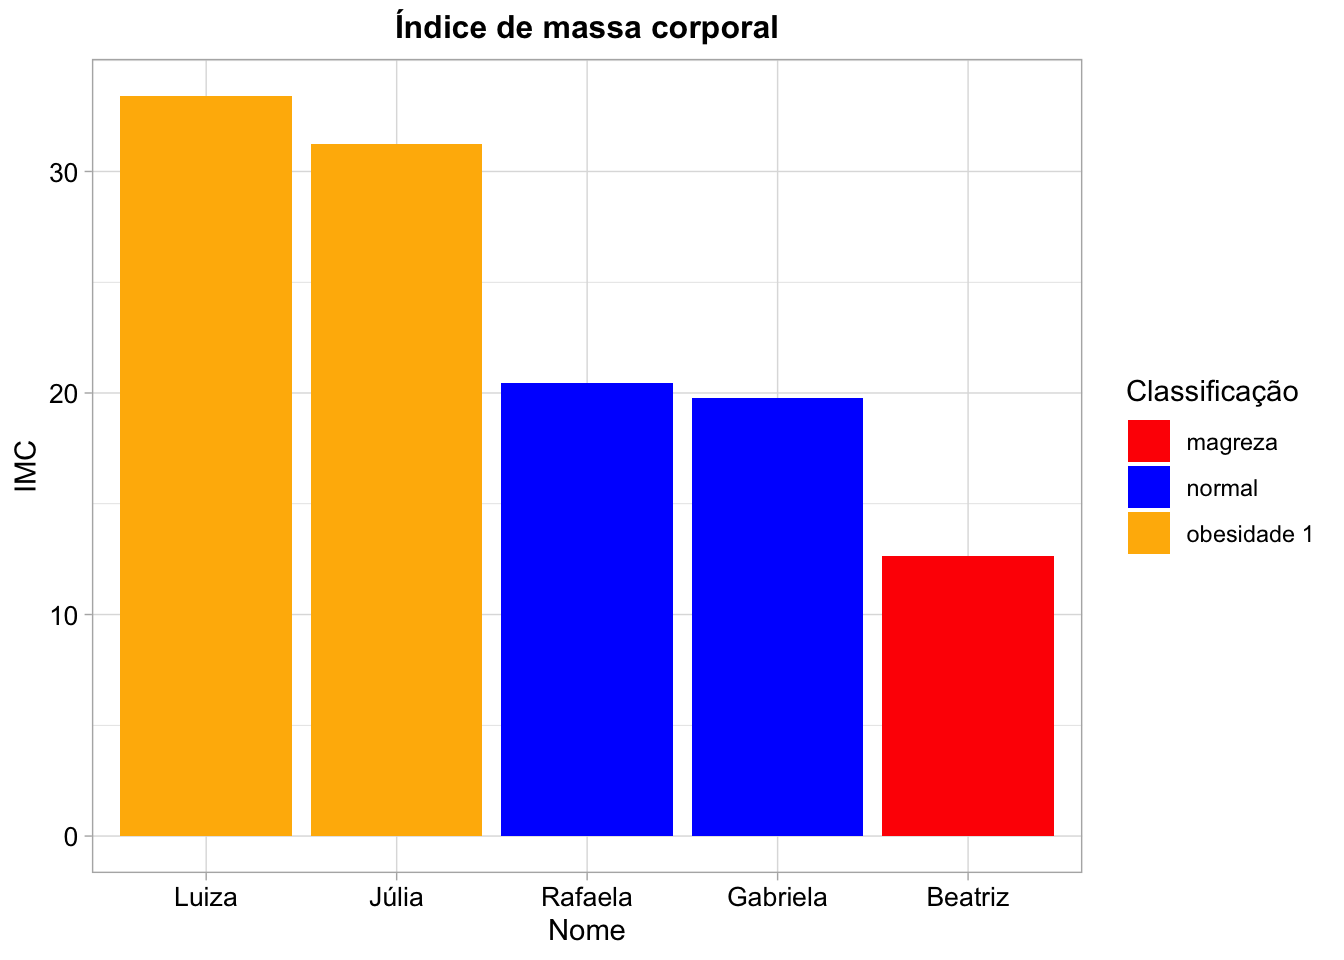 Índice de massa corporal
IMC
30
20
10
0
Luiza
Júlia
Rafaela
Gabriela
Beatriz
Nome
Classificação
magreza
normal
obesidade 1